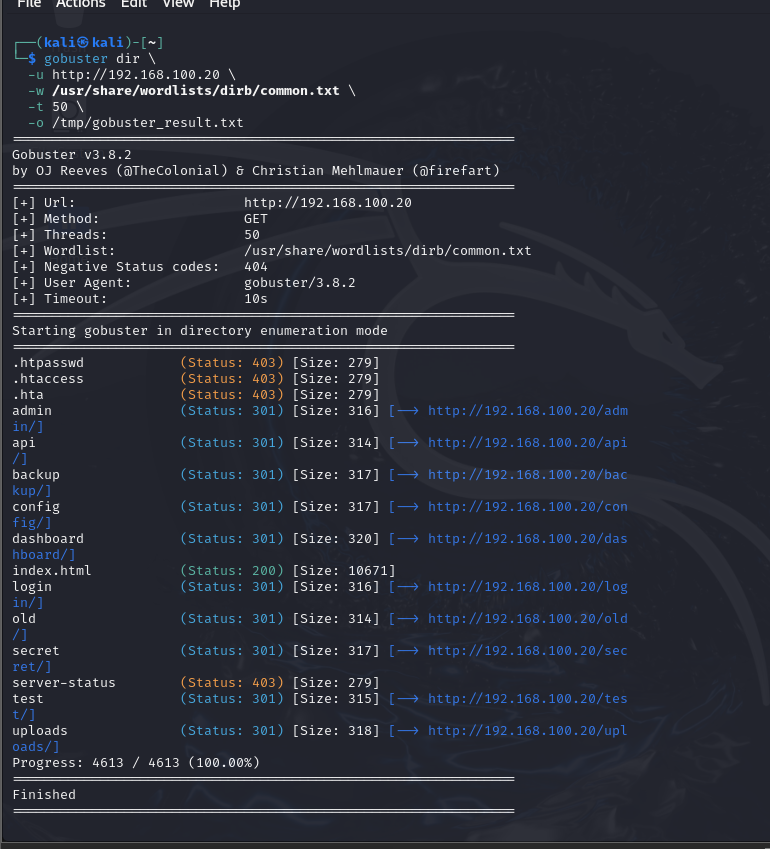 File Actions Edit View Help
┌──(kali㉿kali)-[~]
└─$ gobuster dir \
-u http://192.168.100.20 \
-w /usr/share/wordlists/dirb/common.txt \
-t 50 \
-o /tmp/gobuster_result.txt
===============================================================
Gobuster v3.8.2
by OJ Reeves (@TheColonial) & Christian Mehlmauer (@firefart)
===============================================================
[+] Url: http://192.168.100.20
[+] Method: GET
[+] Threads: 50
[+] Wordlist: /usr/share/wordlists/dirb/common.txt
[+] Negative Status codes: 404
[+] User Agent: gobuster/3.8.2
[+] Timeout: 10s
===============================================================
Starting gobuster in directory enumeration mode
===============================================================
.htpasswd (Status: 403) [Size: 279]
.htaccess (Status: 403) [Size: 279]
.hta (Status: 403) [Size: 279]
admin (Status: 301) [Size: 316] [--> http://192.168.100.20/adm
in/]
api (Status: 301) [Size: 314] [--> http://192.168.100.20/api
/]
backup (Status: 301) [Size: 317] [--> http://192.168.100.20/bac
kup/]
config (Status: 301) [Size: 317] [--> http://192.168.100.20/con
fig/]
dashboard (Status: 301) [Size: 320] [--> http://192.168.100.20/das
hboard/]
index.html (Status: 200) [Size: 10671]
login (Status: 301) [Size: 316] [--> http://192.168.100.20/log
in/]
old (Status: 301) [Size: 314] [--> http://192.168.100.20/old
/]
secret (Status: 301) [Size: 317] [--> http://192.168.100.20/sec
ret/]
server-status (Status: 403) [Size: 279]
test (Status: 301) [Size: 315] [--> http://192.168.100.20/tes
t/]
uploads (Status: 301) [Size: 318] [--> http://192.168.100.20/upl
oads/]
Progress: 4613 / 4613 (100.00%)
===============================================================
Finished
===============================================================